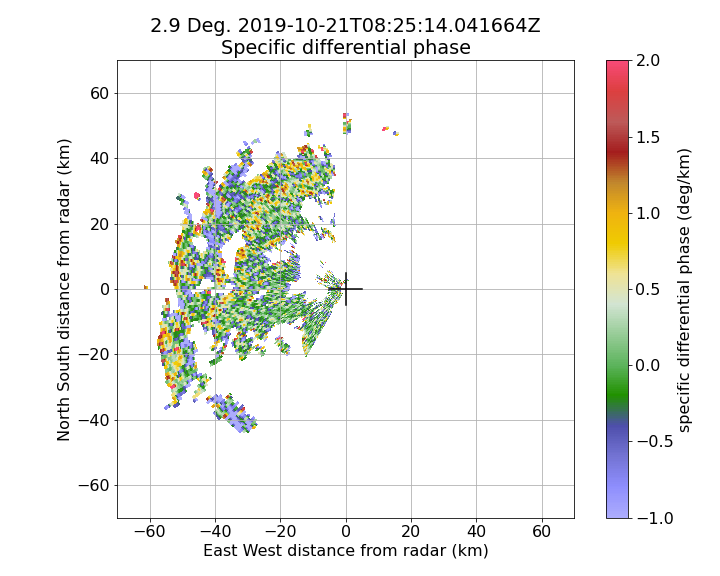 2.9 Deg. 2019-10-21T08:25:14.041664Z
Specific differential phase
60
40
20
0
−20
−40
−60
North South distance from radar (km)
−60 −40 −20 0 20 40 60
East West distance from radar (km)
2.0
1.5
1.0
0.5
0.0
−0.5
−1.0
specific differential phase (deg/km)